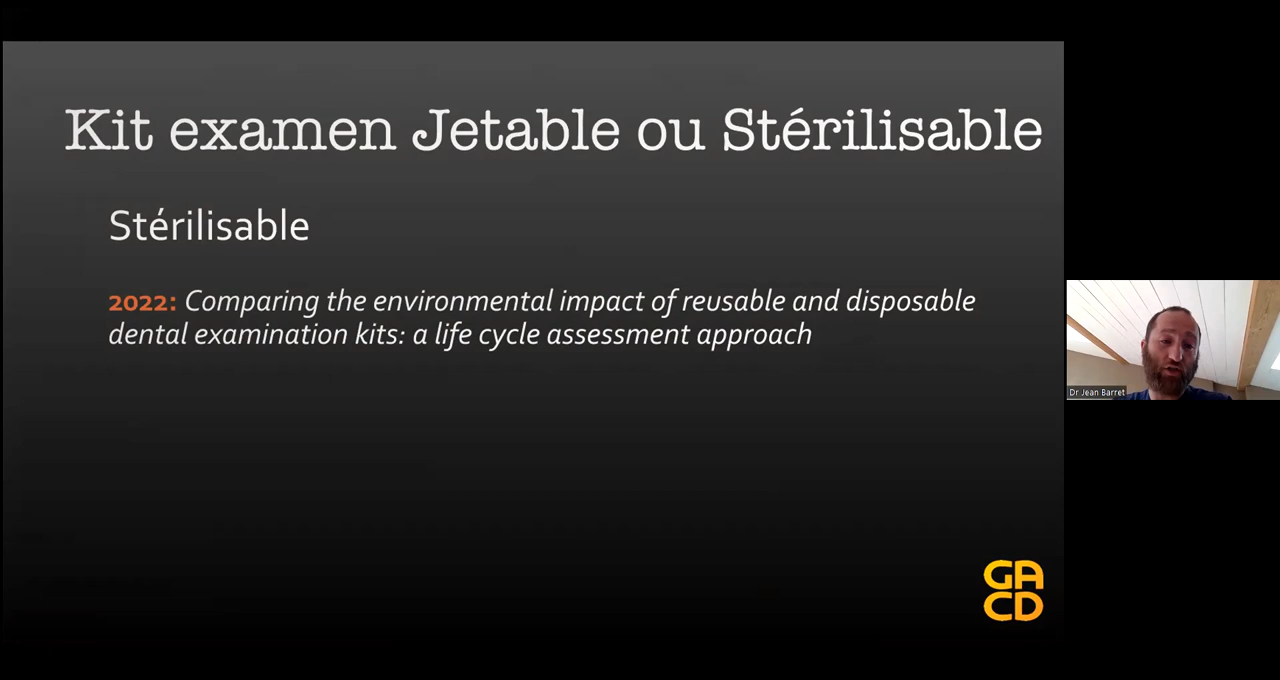 Kit examen Jetable ou Stérilisable
Stérilisable
2022: Comparing the environmental impact of reusable and disposable
dental examination kits: a life cycle assessment approach
Dr Jean Barret
GA
CD